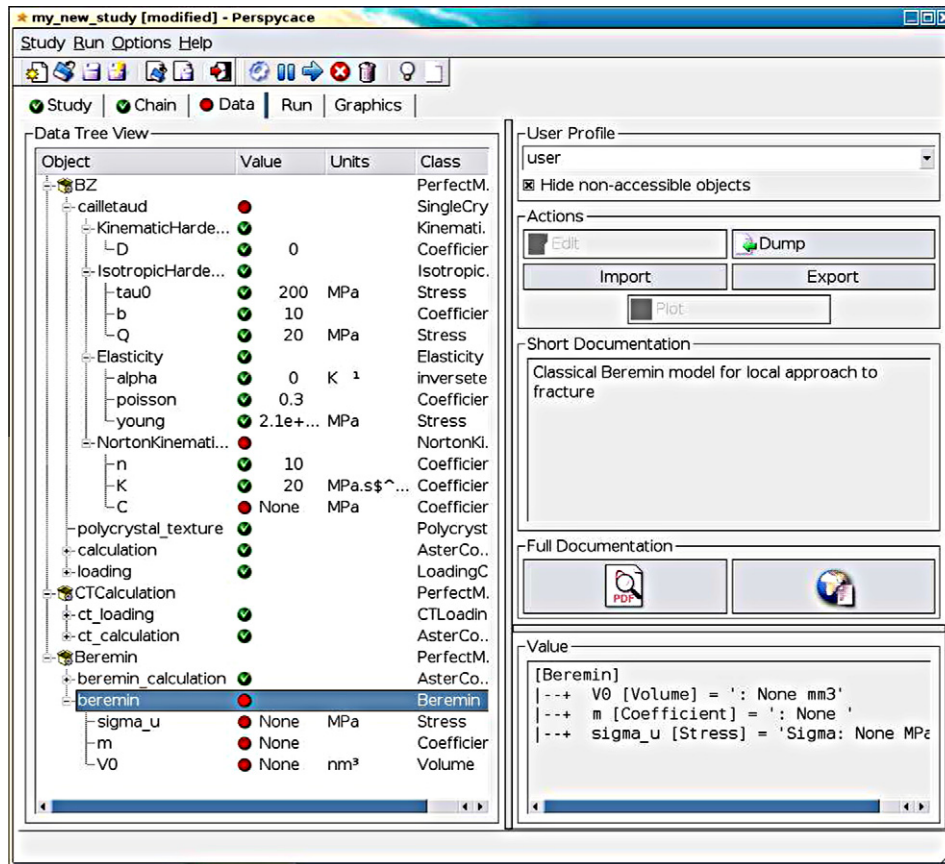 my_new_study [modified] - Perspycace
Study Run Options Help
Study Chain Data Run Graphics
Data Tree View
Object Value Units Class
BZ PerfectM.
cailletaud SingleCry
KinematicHarde... Kinemati.
D 0 Coefficier
IsotropicHarde... Isotropic.
tau0 200 MPa Stress
b 10 Coefficier
Q 20 MPa Stress
Elasticity Elasticity
alpha 0 K ¹ inversete
poisson 0.3 Coefficier
young 2.1e+... MPa Stress
NortonKinemati... NortonKi.
n 10 Coefficier
K 20 MPa.s$^... Coefficier
C None MPa Coefficier
polycrystal_texture Polycryst
calculation AsterCo..
loading LoadingC
CTCalculation PerfectM.
ct_loading CTLoadin
ct_calculation AsterCo..
Beremin PerfectM.
beremin_calculation AsterCo..
beremin Beremin
sigma_u None MPa Stress
m None Coefficier
V0 None nm³ Volume
User Profile
user
Hide non-accessible objects
Actions
Edit Dump
Import Export
Plot
Short Documentation
Classical Beremin model for local approach to
fracture
Full Documentation
PDF
Value
[Beremin]
|--+ V0 [Volume] = ': None mm3'
|--+ m [Coefficient] = ': None '
|--+ sigma_u [Stress] = 'Sigma: None MPa